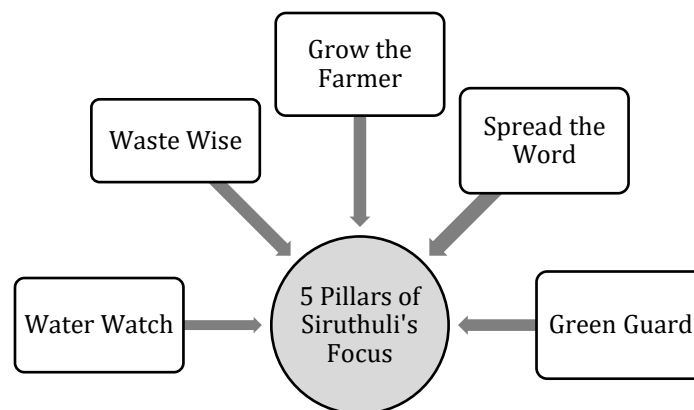 Grow the
Farmer
Waste Wise
Spread the
Word
Water Watch
5 Pillars of
Siruthuli's
Focus
Green Guard